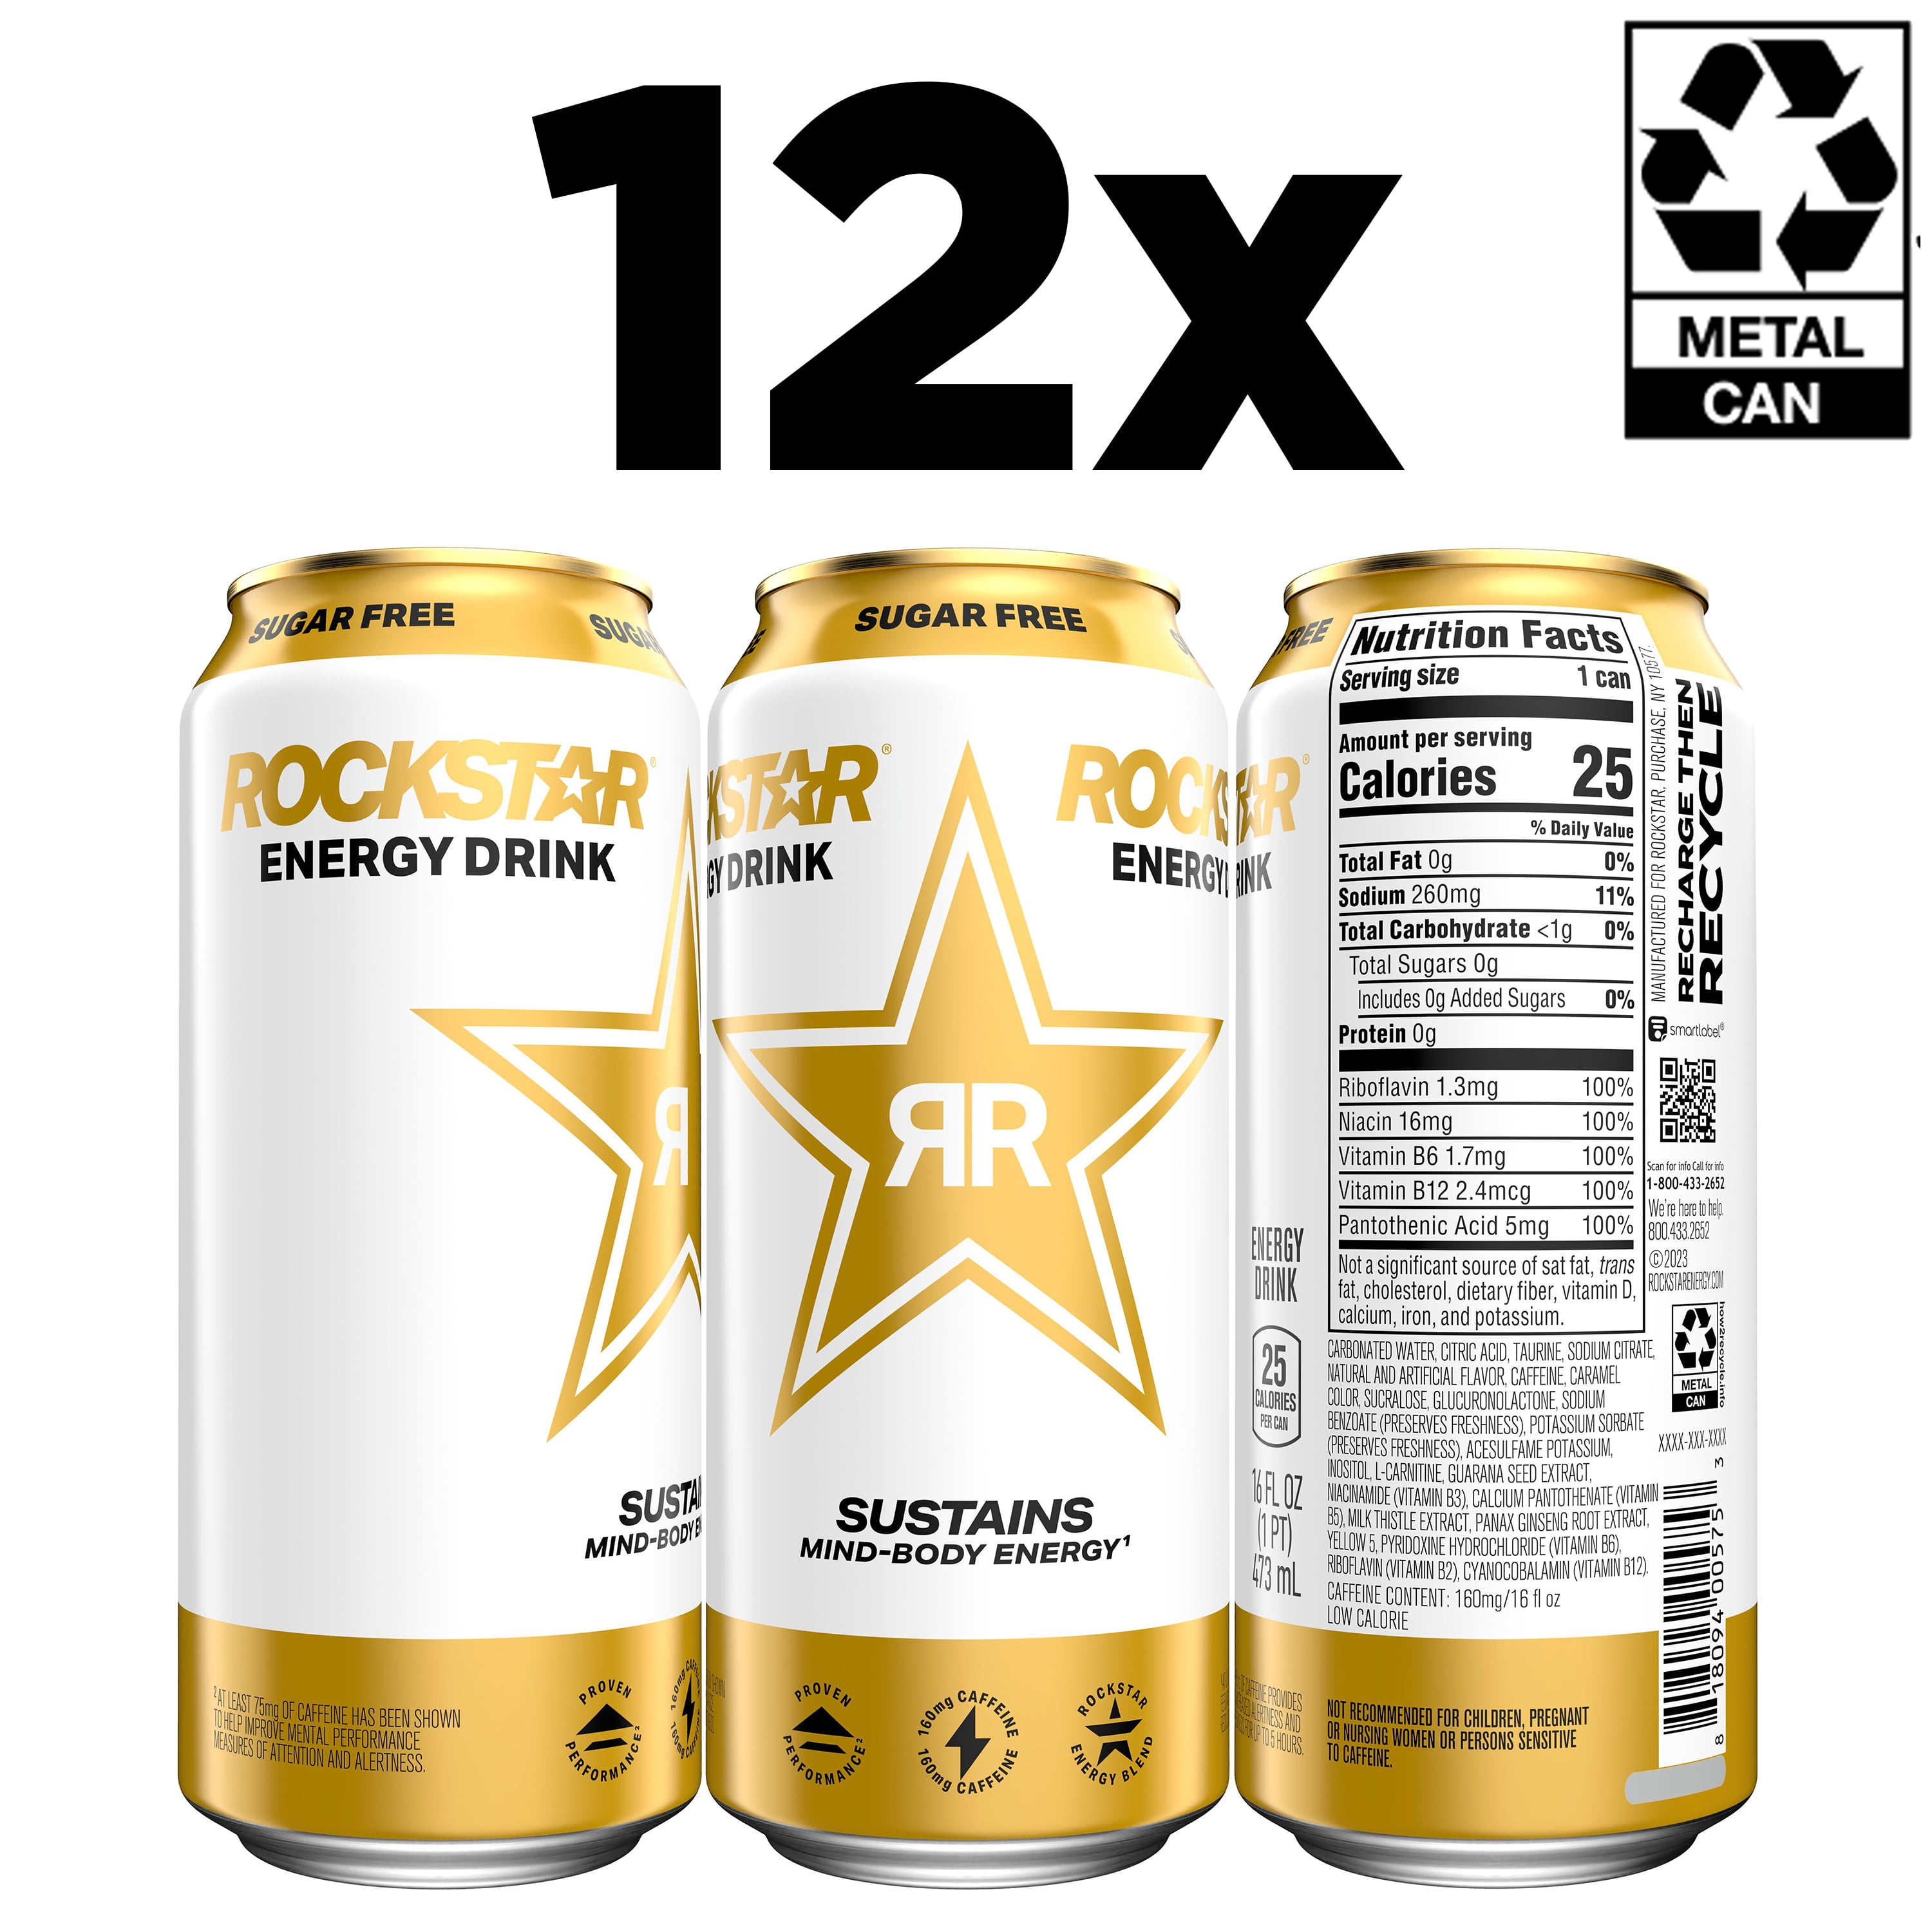 12x
METAL
CAN
SUGAR FREE
ROCKSTAR®
ENERGY DRINK
R
MIND-BODY
²AT LEAST 75mg OF CAFFEINE HAS BEEN SHOWN
TO HELP IMPROVE MENTAL PERFORMANCE
MEASURES OF ATTENTION AND ALERTNESS.
PROVEN
PERFORMANCE²
SUGAR FREE
ROCKSTAR®
DRINK
RR
SUSTAINS
MIND-BODY ENERGY¹
PROVEN
PERFORMANCE²
160mg CAFFEINE
160mg CAFFEINE
ROCKSTAR
ENERGY BLEND
FREE
ENERGY
DRINK
25
CALORIES
PER CAN
16 FL OZ
(1 PT)
473 mL
Nutrition Facts
Serving size 1 can
Amount per serving
Calories 25
% Daily Value
Total Fat 0g 0%
Sodium 260mg 11%
Total Carbohydrate <1g 0%
Total Sugars 0g
Includes 0g Added Sugars 0%
Protein 0g
Riboflavin 1.3mg 100%
Niacin 16mg 100%
Vitamin B6 1.7mg 100%
Vitamin B12 2.4mcg 100%
Pantothenic Acid 5mg 100%
Not a significant source of sat fat, trans
fat, cholesterol, dietary fiber, vitamin D,
calcium, iron, and potassium.
CARBONATED WATER, CITRIC ACID, TAURINE, SODIUM CITRATE,
NATURAL AND ARTIFICIAL FLAVOR, CAFFEINE, CARAMEL
COLOR, SUCRALOSE, GLUCURONOLACTONE, SODIUM
BENZOATE (PRESERVES FRESHNESS), POTASSIUM SORBATE
(PRESERVES FRESHNESS), ACESULFAME POTASSIUM,
INOSITOL, L-CARNITINE, GUARANA SEED EXTRACT,
NIACINAMIDE (VITAMIN B3), CALCIUM PANTOTHENATE (VITAMIN
B5), MILK THISTLE EXTRACT, PANAX GINSENG ROOT EXTRACT,
YELLOW 5, PYRIDOXINE HYDROCHLORIDE (VITAMIN B6),
RIBOFLAVIN (VITAMIN B2), CYANOCOBALAMIN (VITAMIN B12).
CAFFEINE CONTENT: 160mg/16 fl oz
LOW CALORIE
NOT RECOMMENDED FOR CHILDREN, PREGNANT
OR NURSING WOMEN OR PERSONS SENSITIVE
TO CAFFEINE.
MANUFACTURED FOR ROCKSTAR, PURCHASE, NY 10577.
RECHARGE THEN
RECYCLE
smartlabel®
Scan for info Call for info
1-800-433-2652
We're here to help.
800.433.2652
©2023
ROCKSTARENERGY.COM
how2recycle.info
METAL
CAN
XXXX-XXX-XXXX
8 18094 00575 3